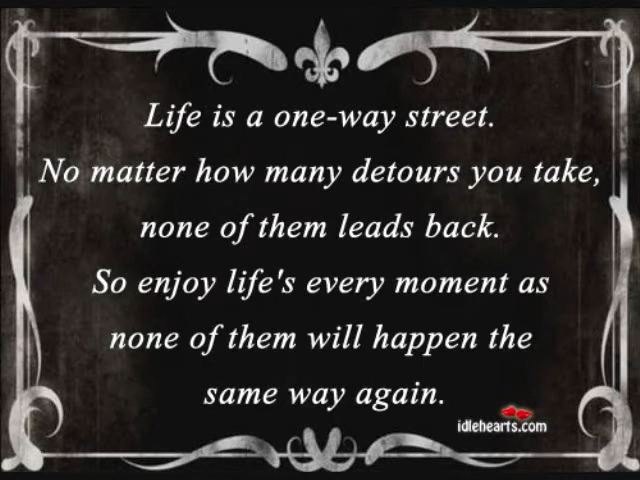 Life is a one-way street.
No matter how many detours you take,
none of them leads back.
So enjoy life's every moment as
none of them will happen the
same way again.
idlehearts.com